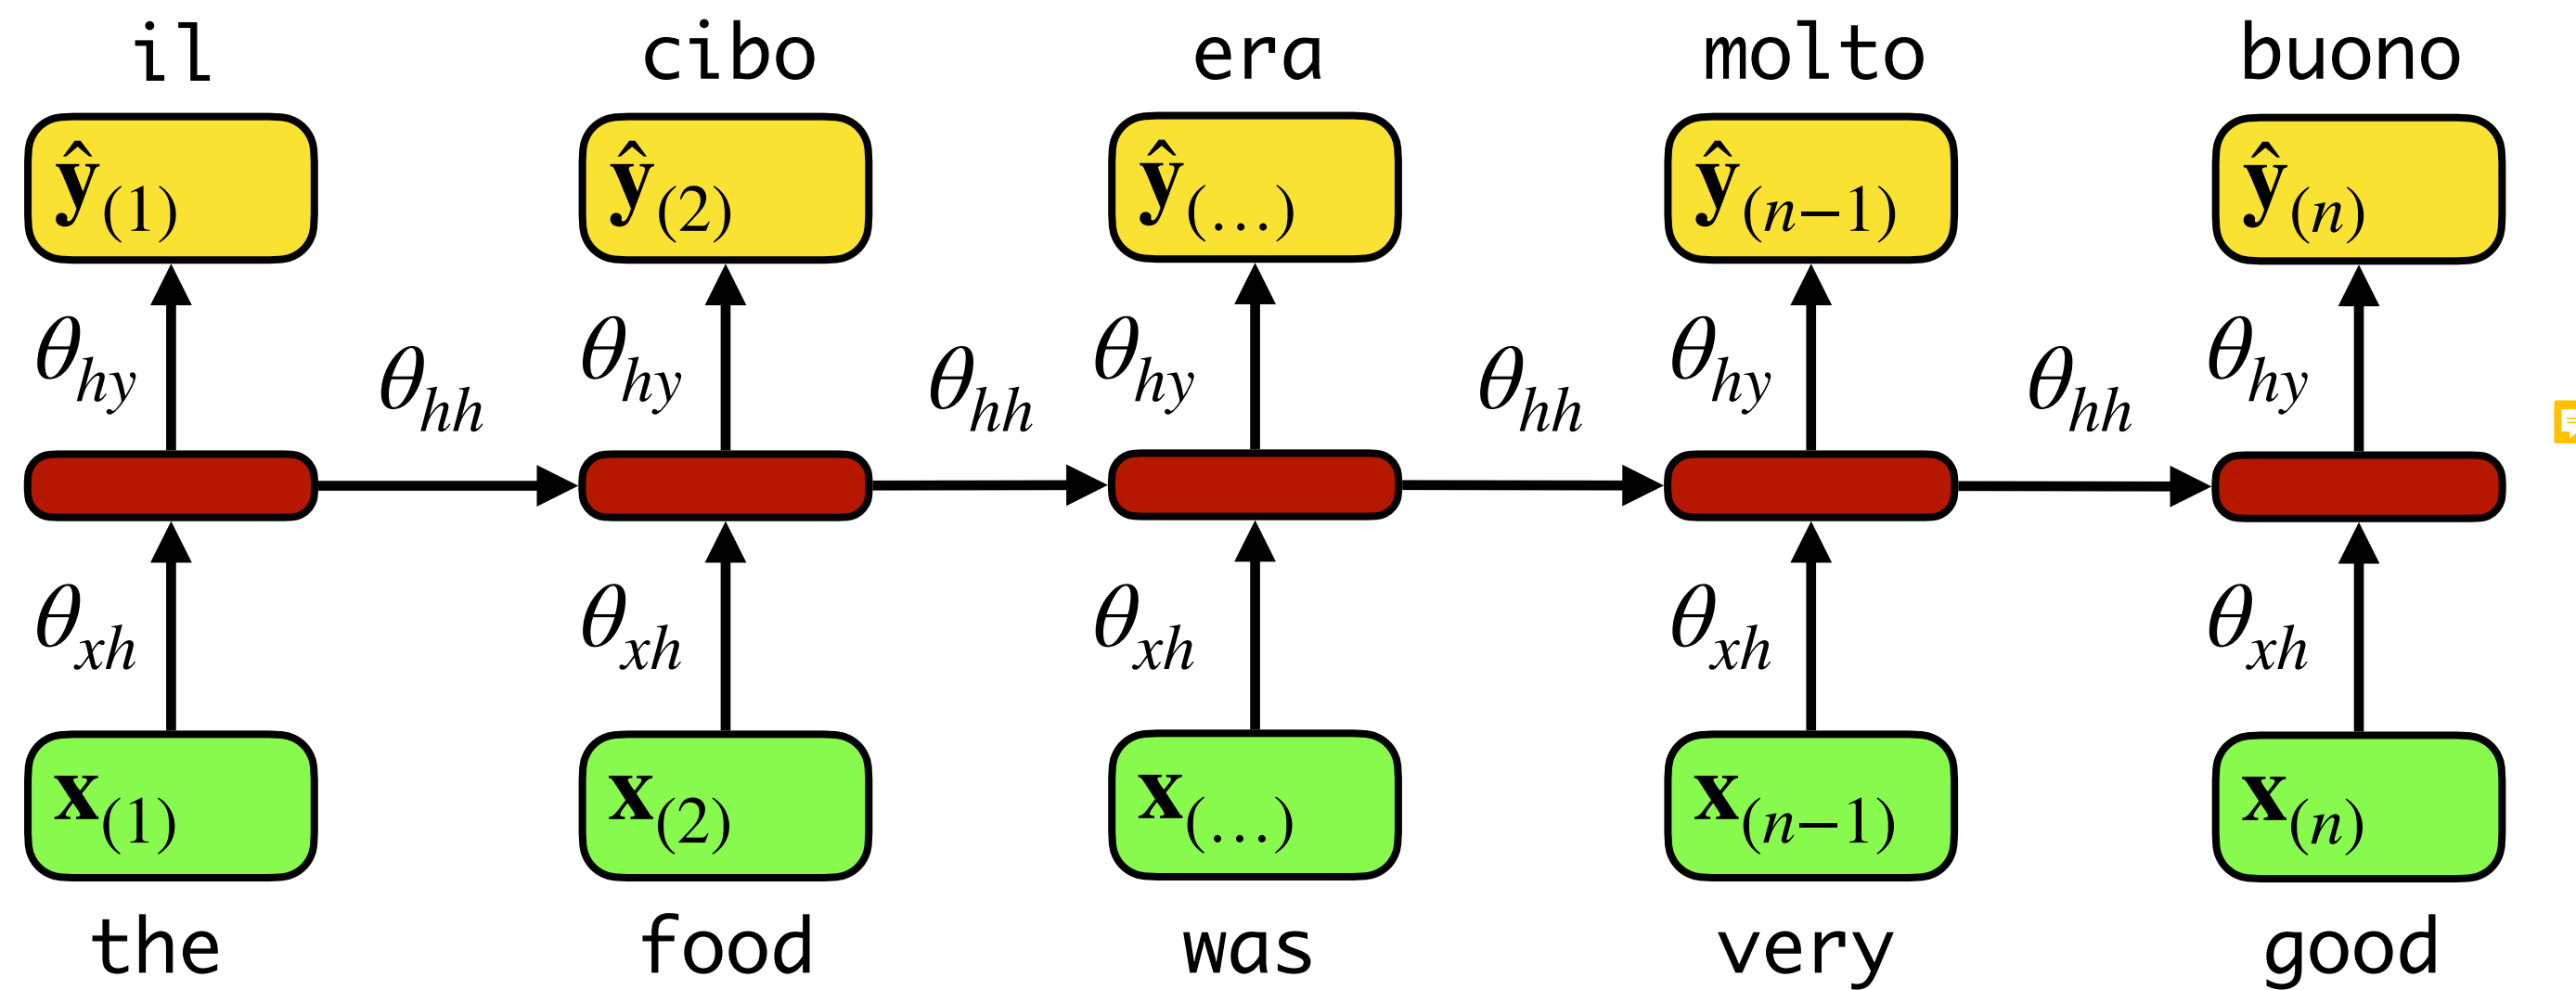 il cibo era molto buono
ŷ(1) ŷ(2) ŷ(…) ŷ(n−1) ŷ(n)
θhy θhy θhy θhy θhy
θhh θhh θhh θhh
θxh θxh θxh θxh θxh
x(1) x(2) x(…) x(n−1) x(n)
the food was very good